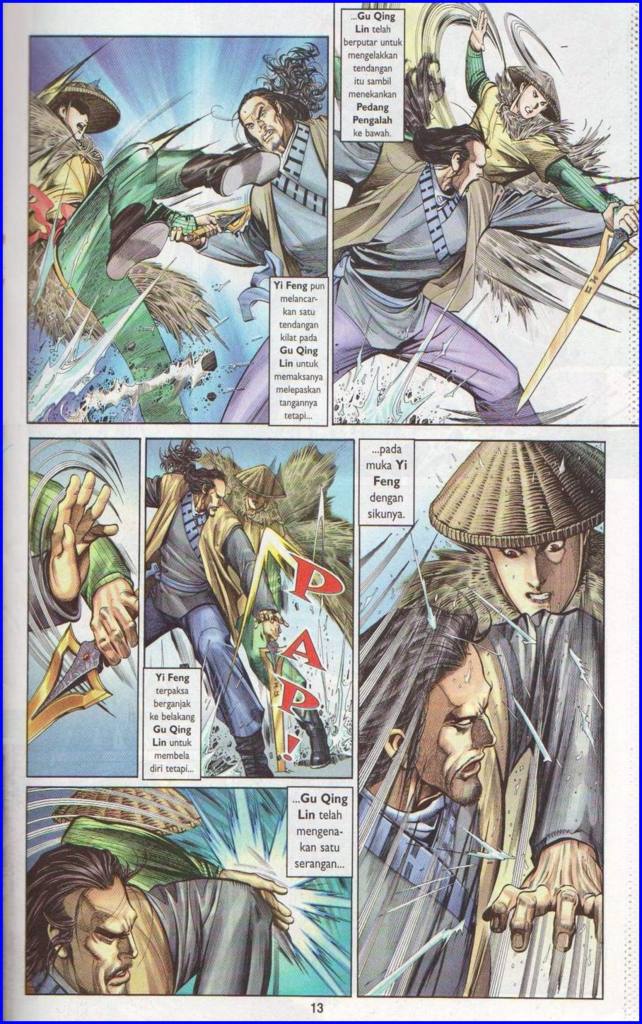 Yi Feng pun
melancar-
kan satu
tendangan
kilat pada
Gu Qing
Lin untuk
memaksanya
melepaskan
tangannya
tetapi...
...Gu Qing
Lin telah
berputar untuk
mengelakkan
tendangan
itu sambil
menekankan
Pedang
Pengalah
ke bawah.
Yi Feng
terpaksa
berganjak
ke belakang
Gu Qing
Lin untuk
membela
diri tetapi...
PAP!
...Gu Qing
Lin telah
mengena-
kan satu
serangan...
...pada
muka Yi
Feng
dengan
sikunya.
13